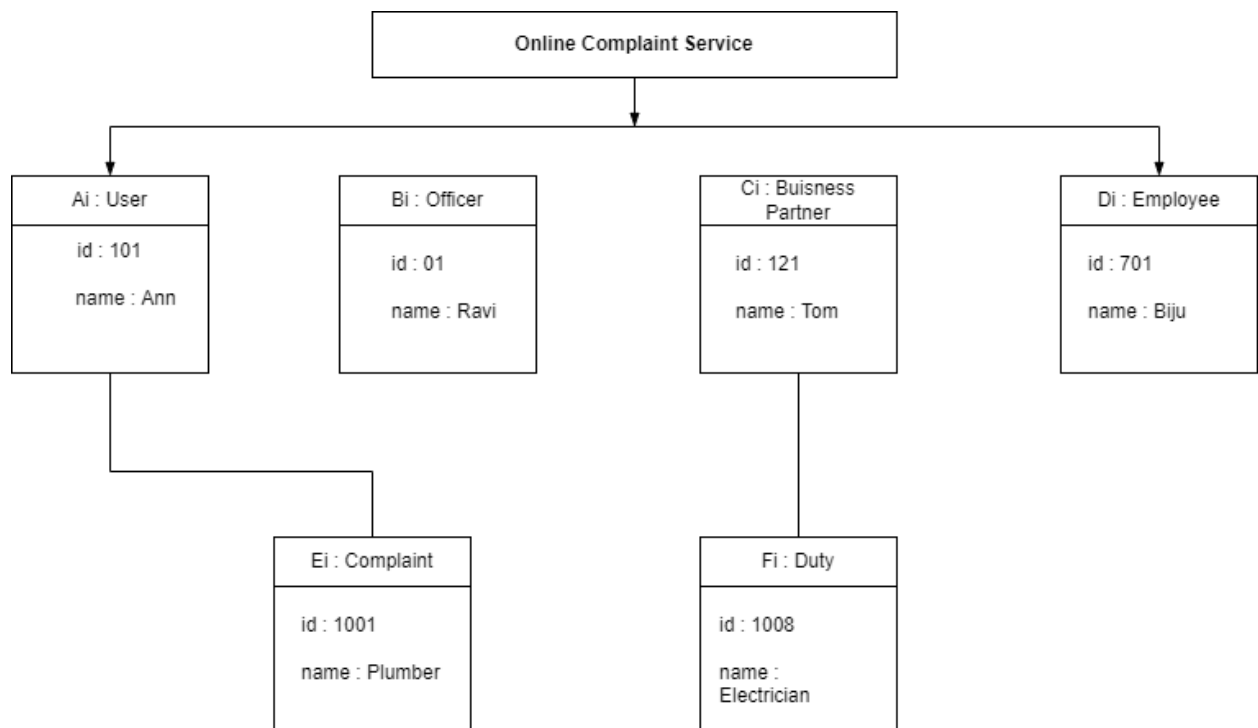 Online Complaint Service
Ai : User
id : 101
name : Ann
Bi : Officer
id : 01
name : Ravi
Ci : Buisness
Partner
id : 121
name : Tom
Di : Employee
id : 701
name : Biju
Ei : Complaint
id : 1001
name : Plumber
Fi : Duty
id : 1008
name :
Electrician